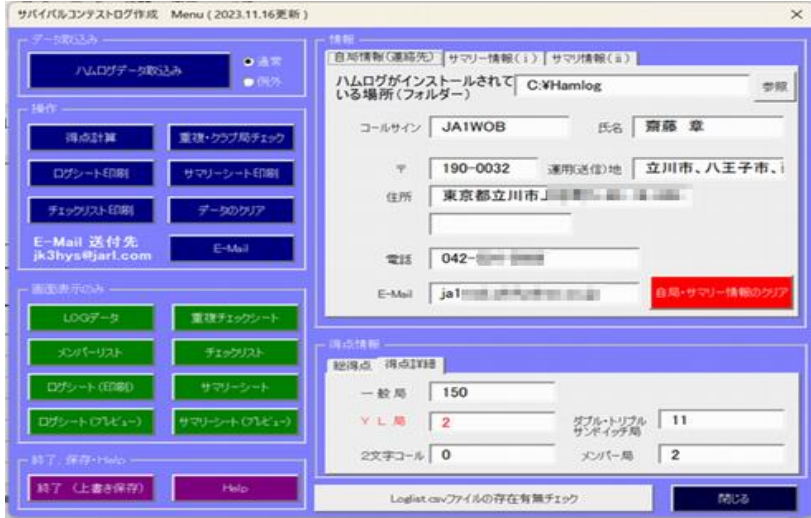 サバイバルコンテストログ作成 Menu ( 2023.11.16更新 )
データ取込み
ハムログデータ取込み
通常
例外
操作
得点計算
重複・クラブ局チェック
ログシート印刷
サマリーシート印刷
チェックリスト印刷
データのクリア
E-Mail 送付先
jk3hys@jarl.com
E-Mail
画面表示のみ
LOGデータ
重複チェックシート
メンバーリスト
チェックリスト
ログシート (印刷)
サマリーシート
ログシート (プレビュー)
サマリーシート (プレビュー)
終了、保存・Help
終了 (上書き保存)
Help
情報
自局情報(連絡先)
サマリー情報(ⅰ)
サマリ情報(ⅱ)
ハムログがインストールされて
いる場所(フォルダー)
C:¥Hamlog
参照
コールサイン
JA1WOB
氏名
齋藤 章
〒
190-0032
運用(送信)地
立川市、八王子市、
住所
東京都立川市
電話
042-
E-Mail
ja1
自局・サマリー情報のクリア
得点情報
総得点
得点詳細
一般局
150
ＹＬ局
2
ダブル・トリプル
サンドイッチ局
11
2文字コール
0
メンバー局
2
Loglist.csvファイルの存在有無チェック
閉じる